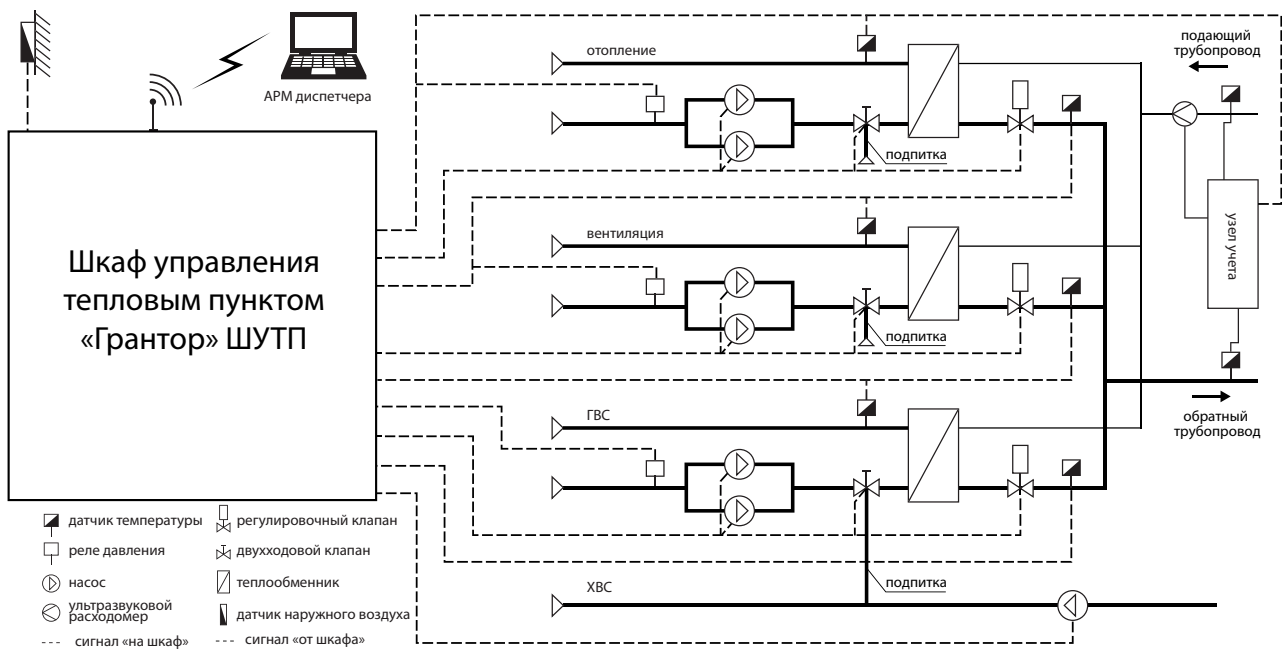 АРМ диспетчера
Шкаф управления
тепловым пунктом
«Грантор» ШУТП
отопление
подпитка
вентиляция
подпитка
ГВС
ХВС
подпитка
подающий
трубопровод
узел учета
обратный
трубопровод
датчик температуры
регулировочный клапан
реле давления
двухходовой клапан
насос
теплообменник
ультразвуковой
расходомер
датчик наружного воздуха
сигнал «на шкаф»
сигнал «от шкафа»